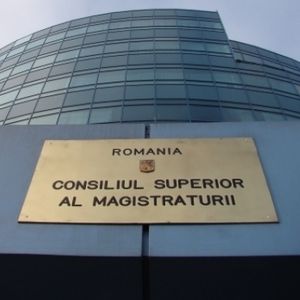 ROMANIA
CONSILIUL SUPERIOR
AL MAGISTRATURII